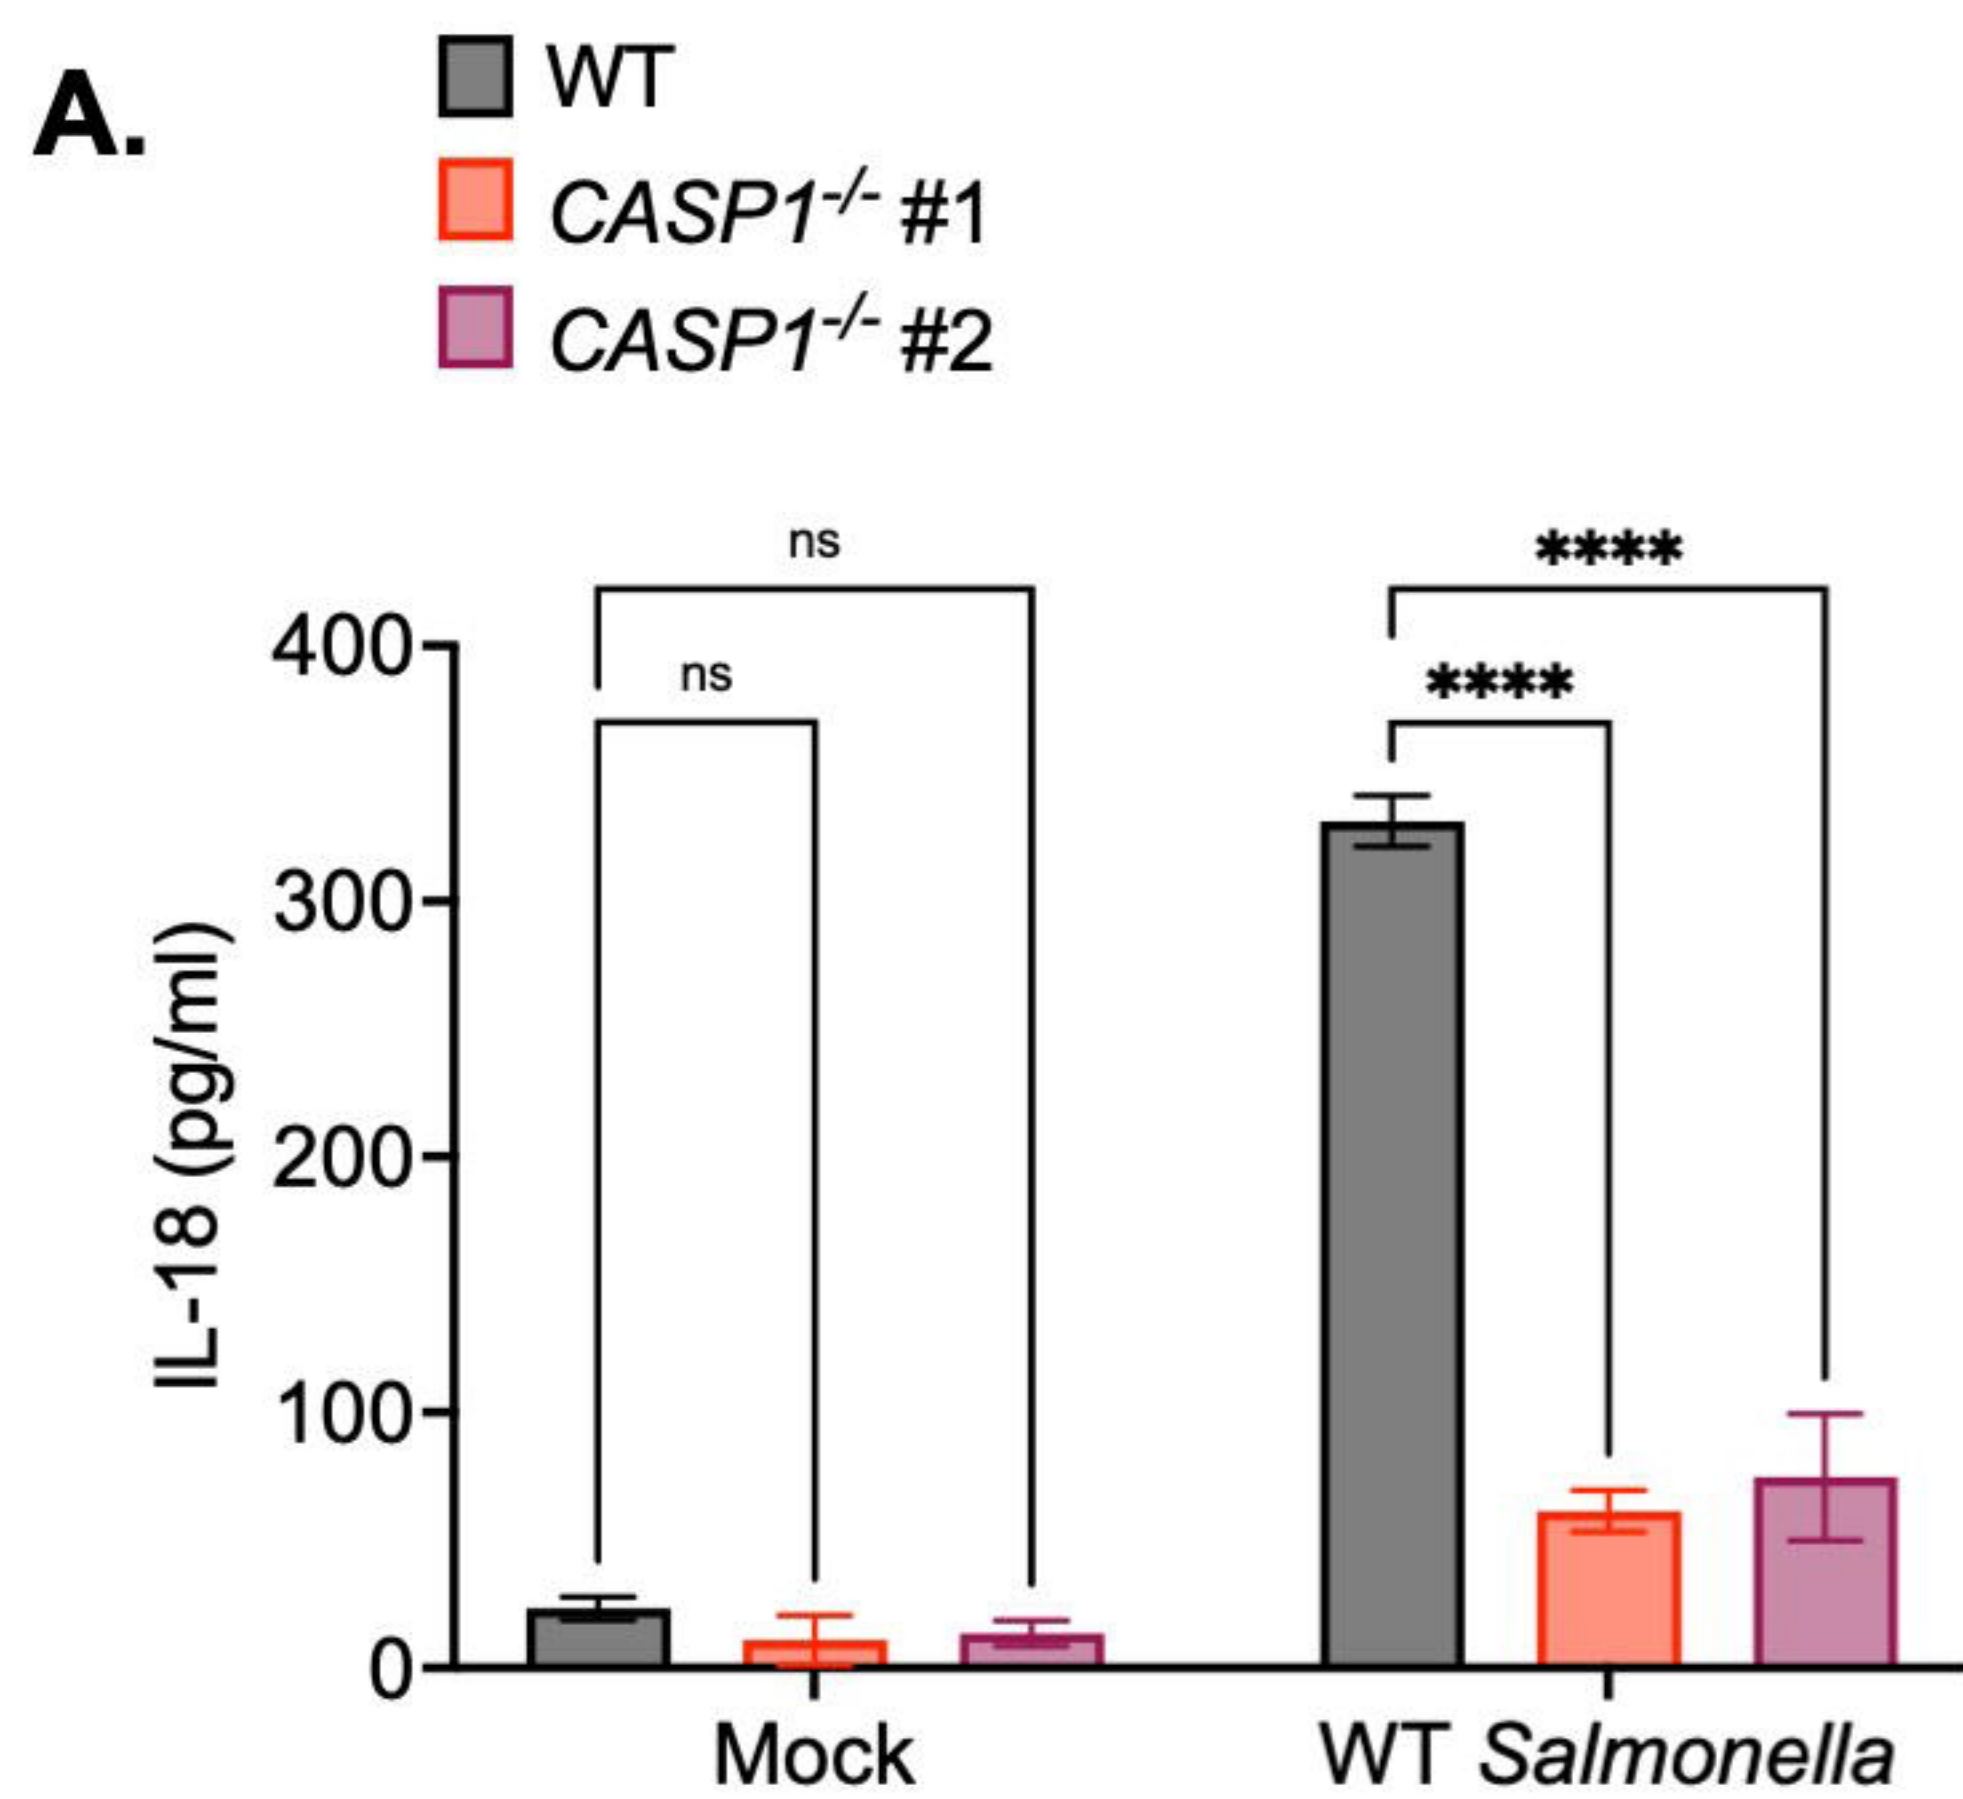 A.
WT
CASP1-/- #1
CASP1-/- #2
ns
****
ns
****
400
300
200
100
0
IL-18 (pg/ml)
Mock
WT Salmonella